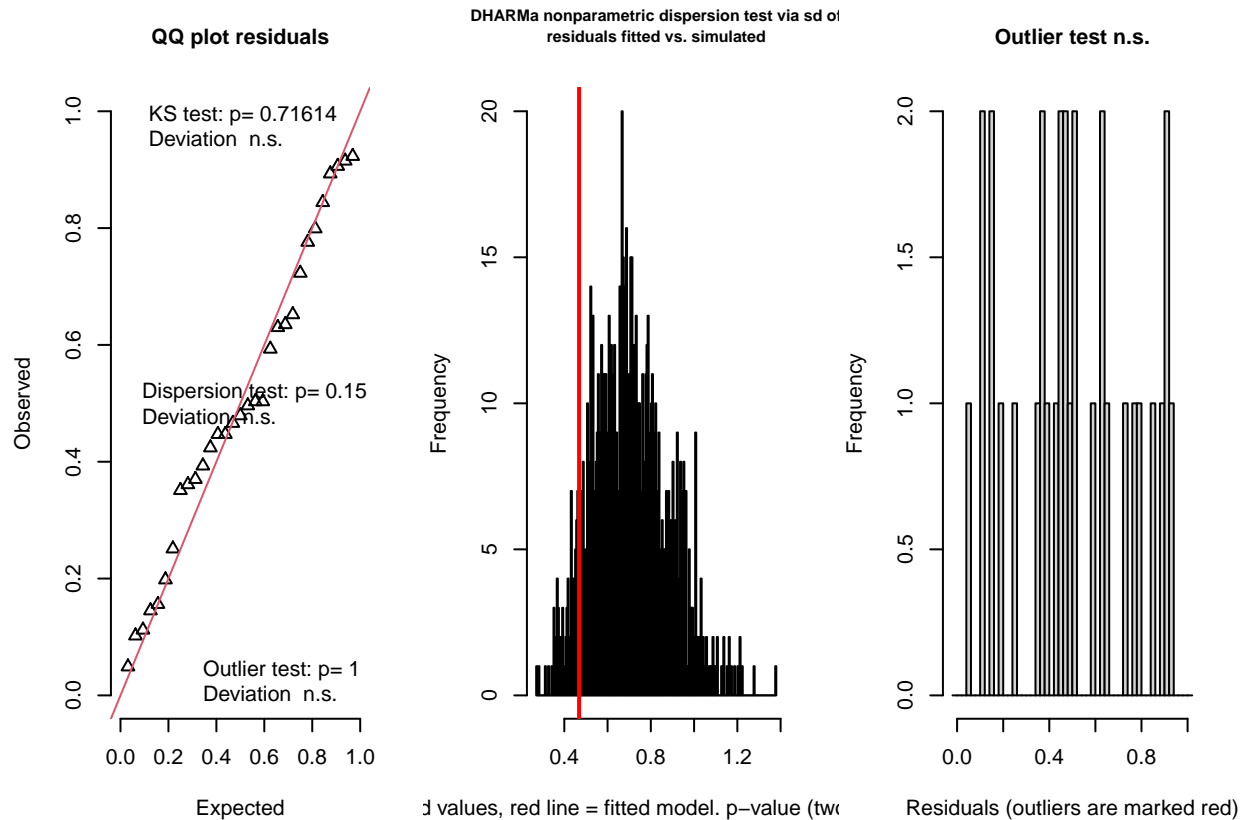 QQ plot residuals
KS test: p= 0.71614
Deviation n.s.
Dispersion test: p= 0.15
Deviation n.s.
Outlier test: p= 1
Deviation n.s.
Observed
0.0
0.2
0.4
0.6
0.8
1.0
0.0 0.2 0.4 0.6 0.8 1.0
Expected
DHARMa nonparametric dispersion test via sd of
residuals fitted vs. simulated
Frequency
0
5
10
15
20
0.4 0.8 1.2
d values, red line = fitted model. p−value (two
Outlier test n.s.
Frequency
0.0
0.5
1.0
1.5
2.0
0.0 0.4 0.8
Residuals (outliers are marked red)